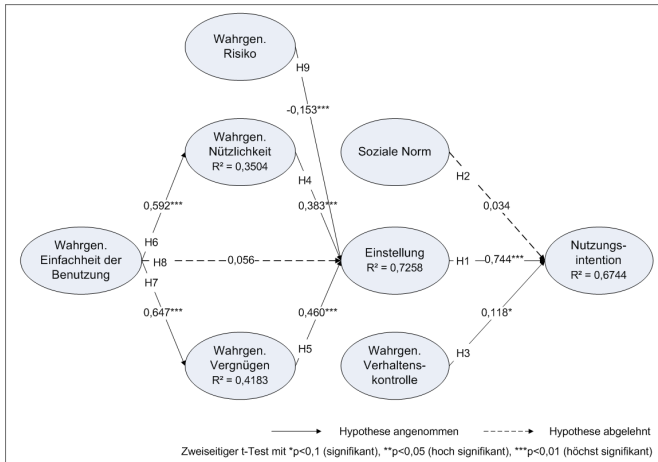 Wahrgen.
Risiko
H9
-0,153***
Wahrgen.
Nützlichkeit
R² = 0,3504
Soziale Norm
H4
H2
0,592***
0,383***
0,034
H6
Wahrgen.
Einfachheit der
Benutzung
H8
0,056
Einstellung
R² = 0,7258
H1
0,744***
Nutzungs-
intention
R² = 0,6744
H7
0,647***
0,460***
0,118*
Wahrgen.
Vergnügen
R² = 0,4183
H5
Wahrgen.
Verhaltens-
kontrolle
H3
Hypothese angenommen
Hypothese abgelehnt
Zweiseitiger t-Test mit *p<0,1 (signifikant), **p<0,05 (hoch signifikant), ***p<0,01 (höchst signifikant)